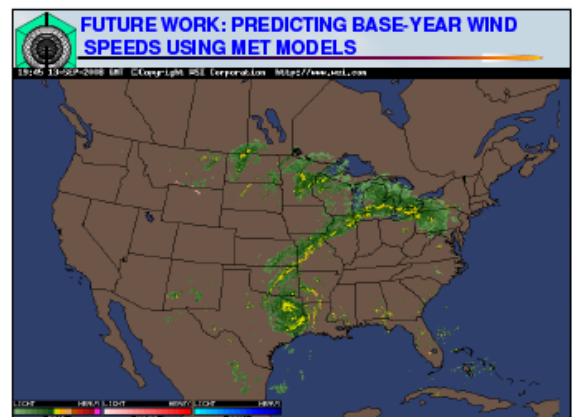 FUTURE WORK: PREDICTING BASE-YEAR WIND
SPEEDS USING MET MODELS
19:45 13-SEP-2008 GMT ©Copyright WSI Corporation http://www.wsi.com
LIGHT HEAVY LIGHT HEAVY LIGHT HEAVY